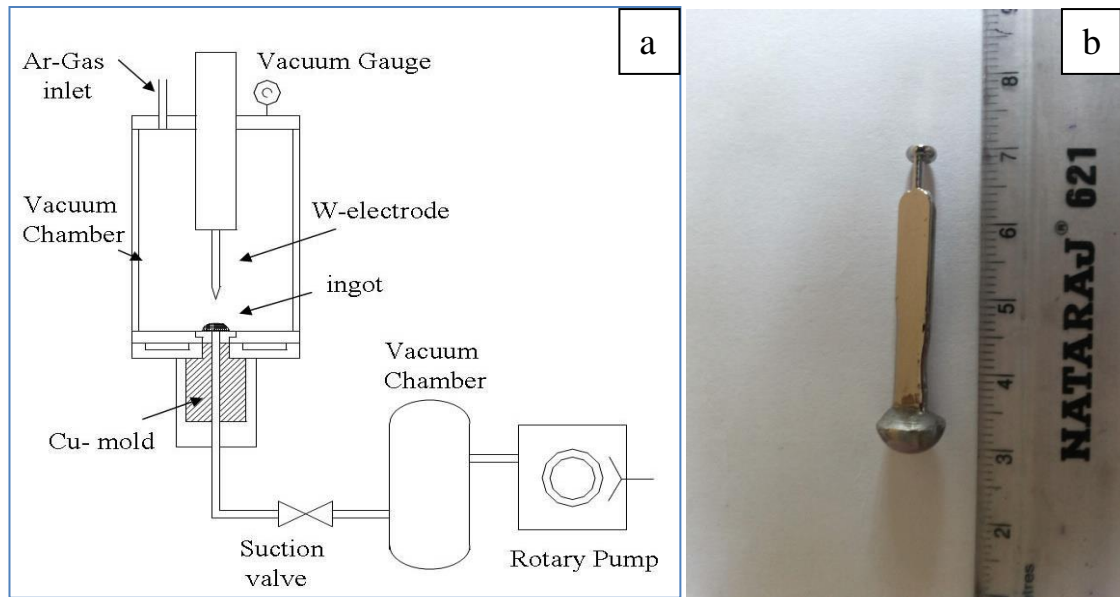 a
Ar-Gas
inlet
Vacuum Gauge
Vacuum
Chamber
W-electrode
ingot
Vacuum
Chamber
Cu- mold
Suction
valve
Rotary Pump
b
9
8
7
6
5
4
3
2
NATARAJ® 621